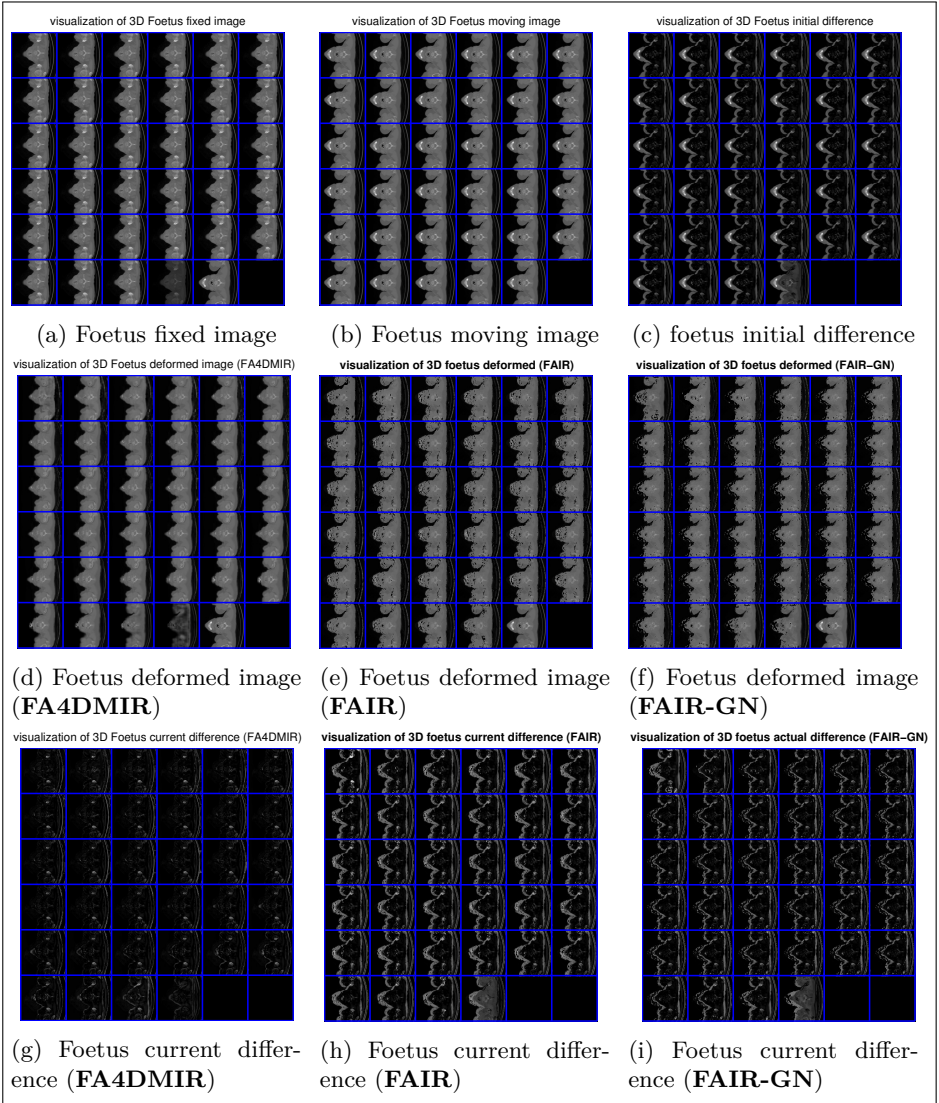 visualization of 3D Foetus fixed image
visualization of 3D Foetus moving image
visualization of 3D Foetus initial difference
(a) Foetus fixed image
(b) Foetus moving image
(c) foetus initial difference
visualization of 3D Foetus deformed image (FA4DMIR)
visualization of 3D foetus deformed (FAIR)
visualization of 3D foetus deformed (FAIR−GN)
(d) Foetus deformed image
(FA4DMIR)
(e) Foetus deformed image
(FAIR)
(f) Foetus deformed image
(FAIR-GN)
visualization of 3D Foetus current difference (FA4DMIR)
visualization of 3D foetus current difference (FAIR)
visualization of 3D foetus actual difference (FAIR−GN)
(g) Foetus current differ-
ence (FA4DMIR)
(h) Foetus current differ-
ence (FAIR)
(i) Foetus current differ-
ence (FAIR-GN)